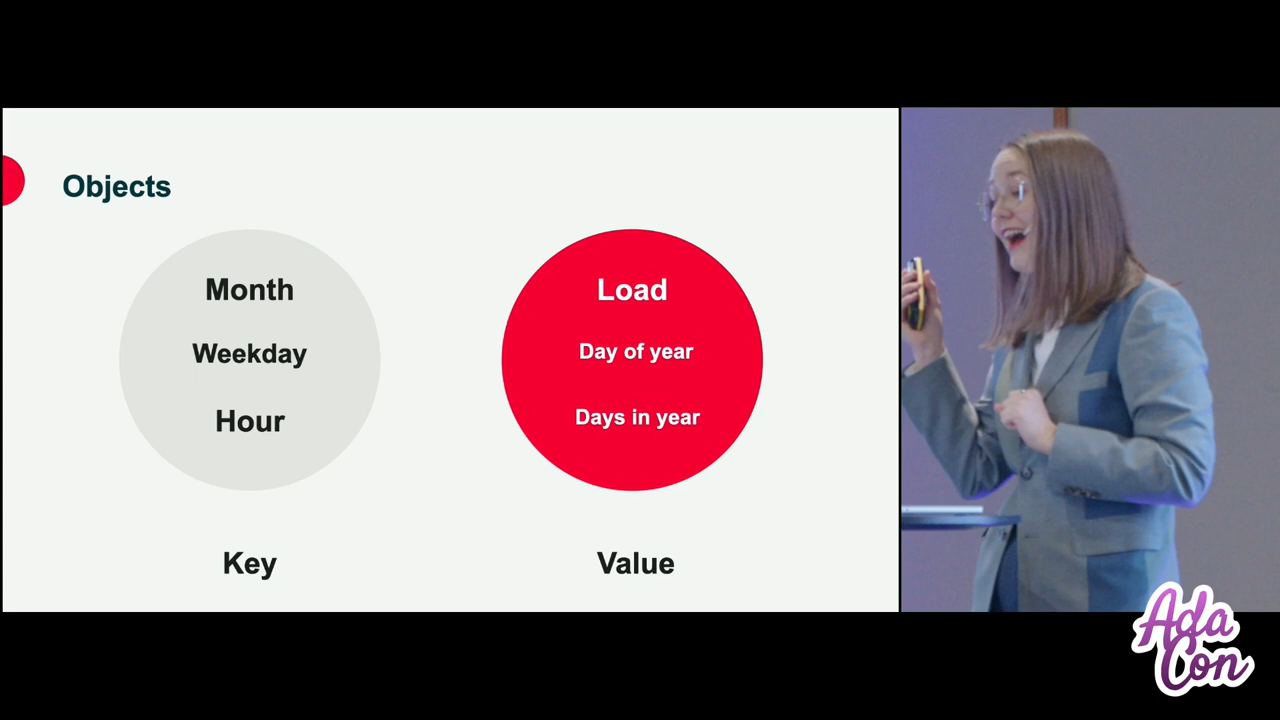 Objects
Month
Weekday
Hour
Key
Load
Day of year
Days in year
Value
Ada
Con